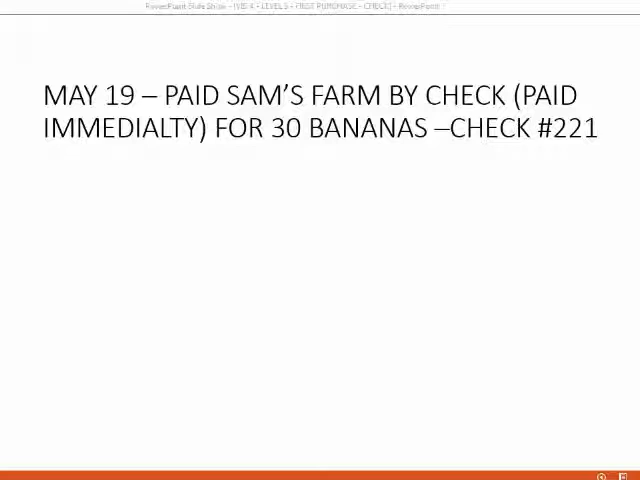 MAY 19 – PAID SAM'S FARM BY CHECK (PAID
IMMEDIALTY) FOR 30 BANANAS –CHECK #221